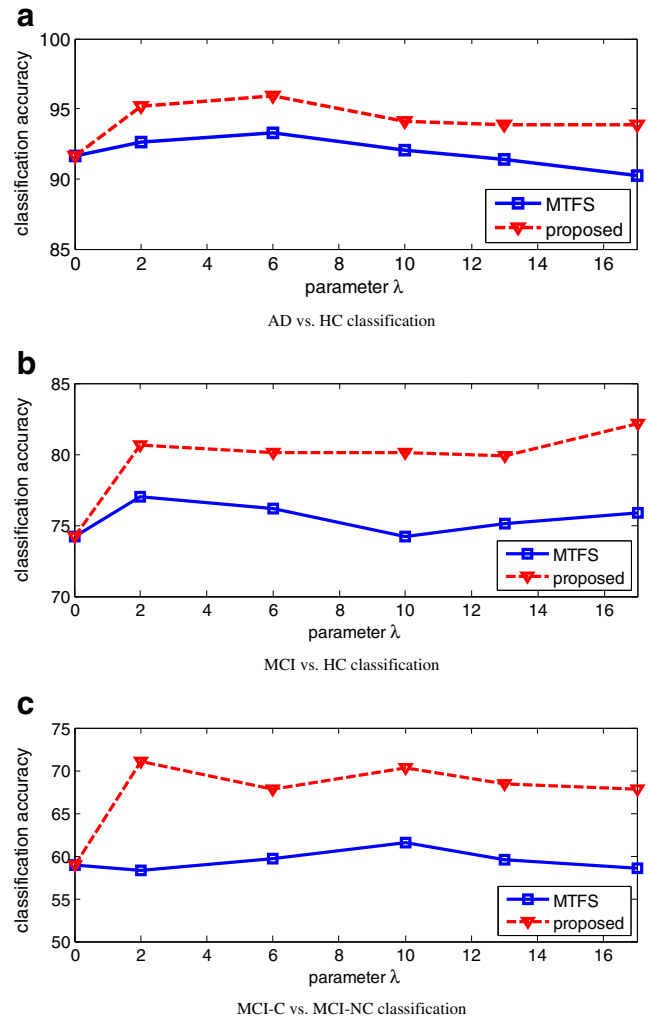 a
100
95
90
85
classification accuracy
MTFS
proposed
0 2 4 6 8 10 12 14 16
parameter λ
AD vs. HC classification
b
85
80
75
70
classification accuracy
MTFS
proposed
0 2 4 6 8 10 12 14 16
parameter λ
MCI vs. HC classification
c
75
70
65
60
55
50
classification accuracy
MTFS
proposed
0 2 4 6 8 10 12 14 16
parameter λ
MCI-C vs. MCI-NC classification